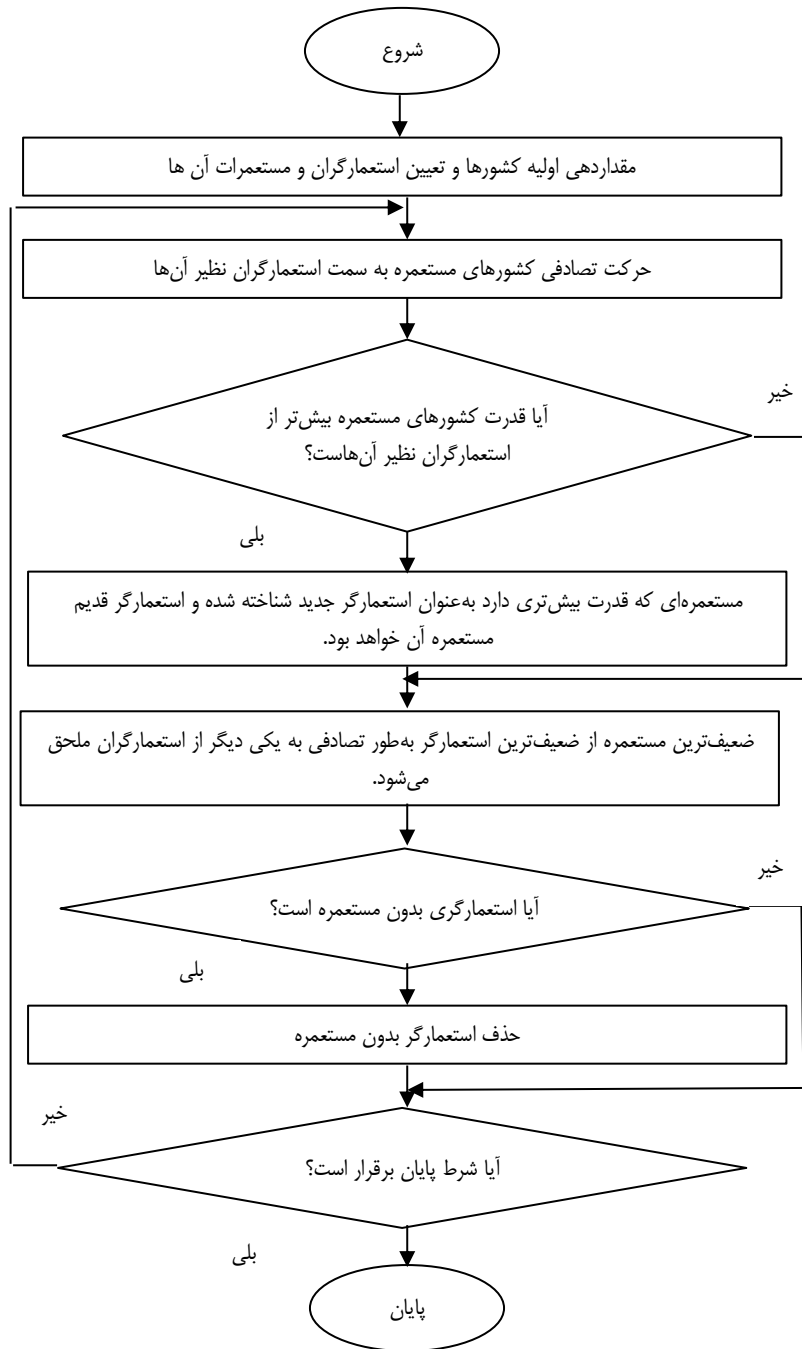 شروع
مقداردهی اولیه کشورها و تعیین استعمارگران و مستعمرات آن ها
حرکت تصادفی کشورهای مستعمره به سمت استعمارگران نظیر آن‌ها
خیر
آیا قدرت کشورهای مستعمره بیش‌تر از
استعمارگران نظیر آن‌هاست؟
بلی
مستعمره‌ای که قدرت بیش‌تری دارد به‌عنوان استعمارگر جدید شناخته شده و استعمارگر قدیم
مستعمره آن خواهد بود.
ضعیف‌ترین مستعمره از ضعیف‌ترین استعمارگر به‌طور تصادفی به یکی دیگر از استعمارگران ملحق
می‌شود.
خیر
آیا استعمارگری بدون مستعمره است؟
بلی
حذف استعمارگر بدون مستعمره
خیر
آیا شرط پایان برقرار است؟
بلی
پایان